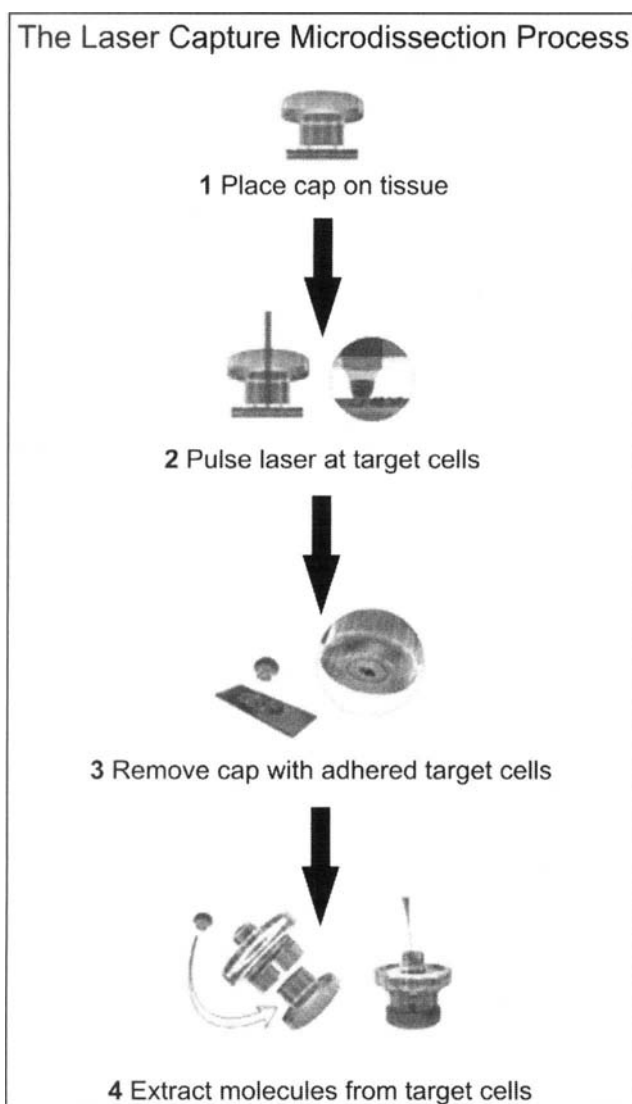 The Laser Capture Microdissection Process
1 Place cap on tissue
2 Pulse laser at target cells
3 Remove cap with adhered target cells
4 Extract molecules from target cells